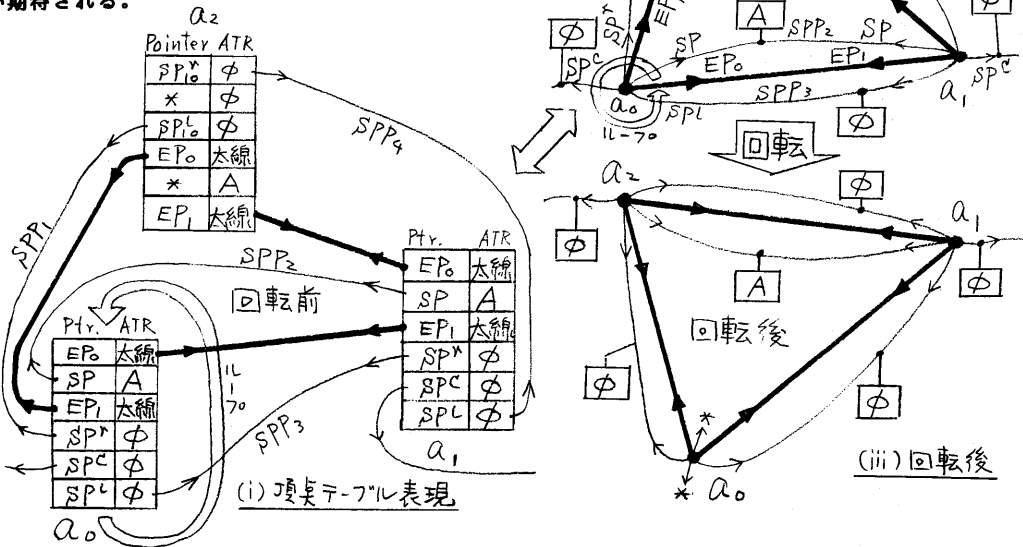 期待される。
a₂
Pointer ATR
SP₁₀ʳ φ
* φ
SP₁₀ᴸ φ
EP₀ 太線
* A
EP₁ 太線
SPP₄
SPP₁
SPP₂
回転前
Ptr. ATR
EP₀ 太線
SP A
EP₁ 太線
SPʳ φ
SPᶜ φ
SPᴸ φ
a₁
Ptr. ATR
EP₀ 太線
SP A
EP₁ 太線
SPʳ φ
SPᶜ φ
SPᴸ φ
a₀
ループ
SPP₃
(i) 頂点テーブル表現
φ
A
φ
SPʳ
EP
SP
SPP₂
SP
SPᶜ
EP₀
EP₁
SPᶜ
a₀
SPᴸ
SPP₃
a₁
ループ
φ
回転
a₂
φ
a₁
φ
A
φ
回転後
φ
φ
*
*
a₀
(iii) 回転後